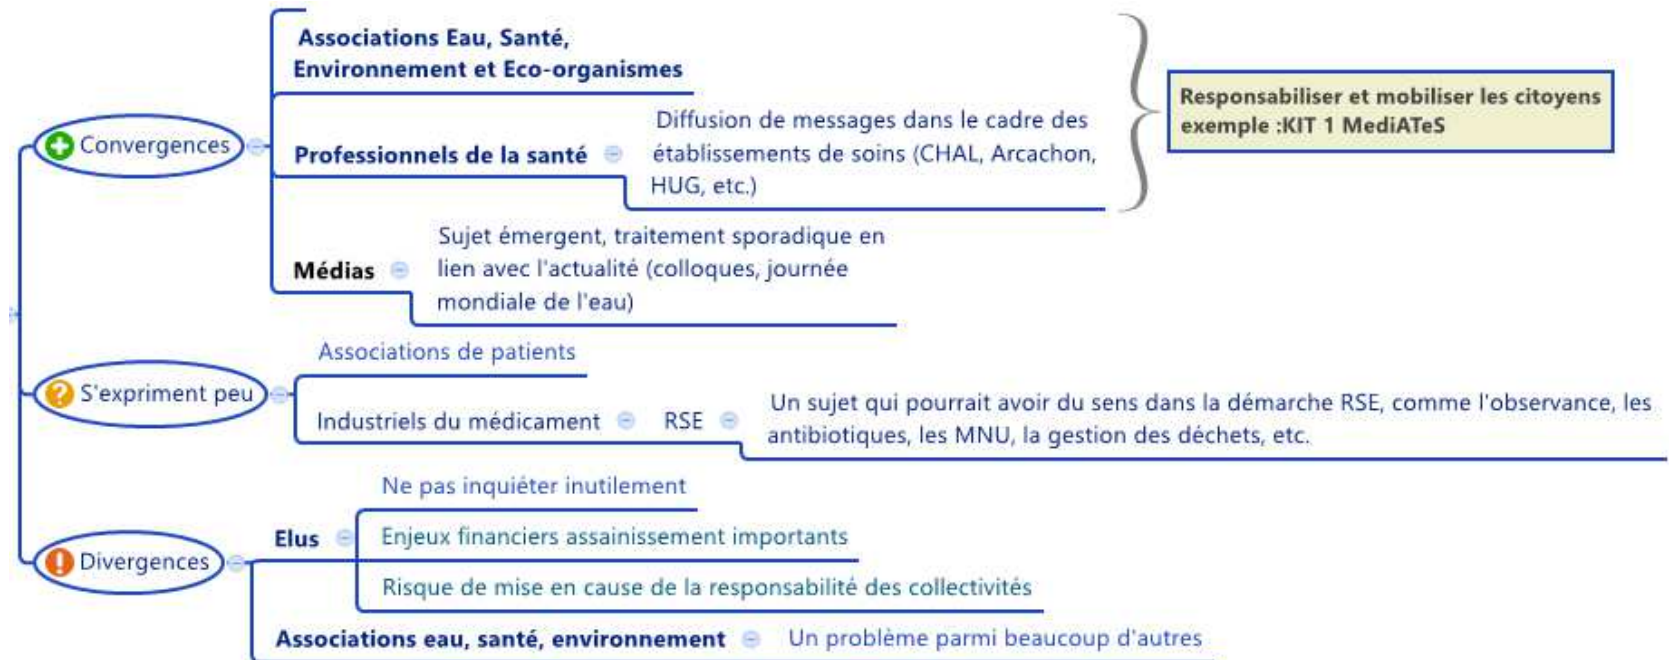 Associations Eau, Santé,
Environnement et Eco-organismes
Convergences
Professionnels de la santé
Diffusion de messages dans le cadre des
établissements de soins (CHAL, Arcachon,
HUG, etc.)
Responsabiliser et mobiliser les citoyens
exemple :KIT 1 MediATeS
Médias
Sujet émergent, traitement sporadique en
lien avec l'actualité (colloques, journée
mondiale de l'eau)
S'expriment peu
Associations de patients
Industriels du médicament
RSE
Un sujet qui pourrait avoir du sens dans la démarche RSE, comme l'observance, les
antibiotiques, les MNU, la gestion des déchets, etc.
Divergences
Elus
Ne pas inquiéter inutilement
Enjeux financiers assainissement importants
Risque de mise en cause de la responsabilité des collectivités
Associations eau, santé, environnement
Un problème parmi beaucoup d'autres